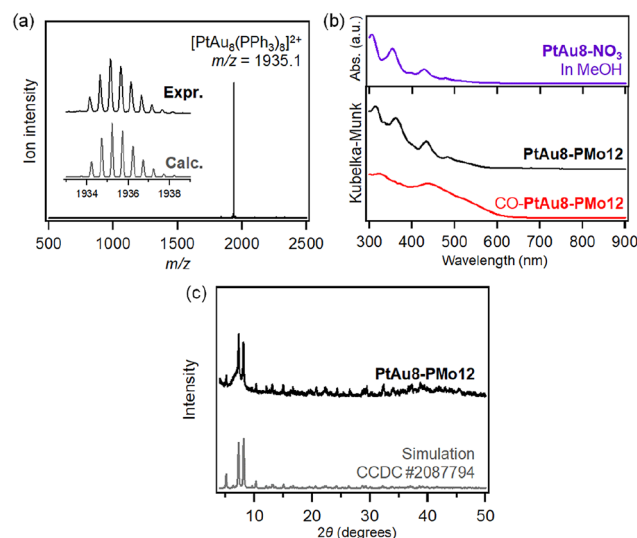 (a)
[PtAu8(PPh3)8]2+
m/z = 1935.1
Expr.
Calc.
1934 1936 1938
Ion intensity
500 1000 1500 2000 2500
m/z
(b)
Abs. (a.u.)
PtAu8-NO3
In MeOH
Kubelka-Munk
PtAu8-PMo12
CO-PtAu8-PMo12
300 400 500 600 700 800 900
Wavelength (nm)
(c)
Intensity
PtAu8-PMo12
Simulation
CCDC #2087794
10 20 30 40 50
2θ (degrees)